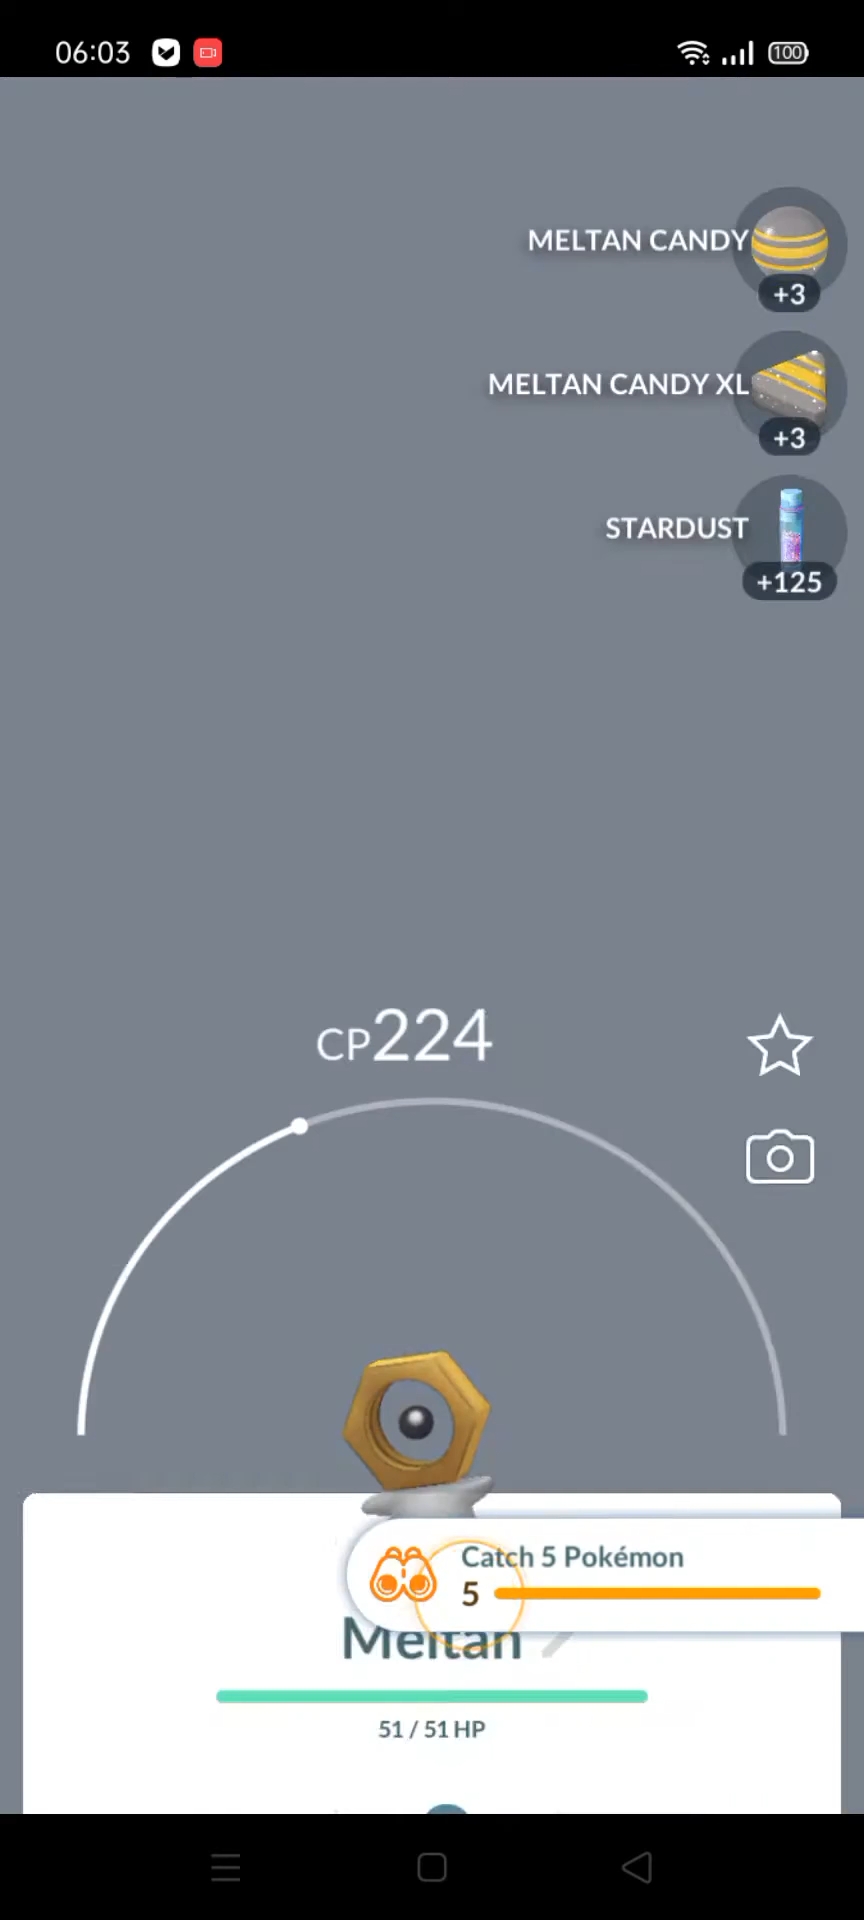 06:03
100
MELTAN CANDY
+3
MELTAN CANDY XL
+3
STARDUST
+125
CP224
Catch 5 Pokémon
5
Meltan
51 / 51 HP